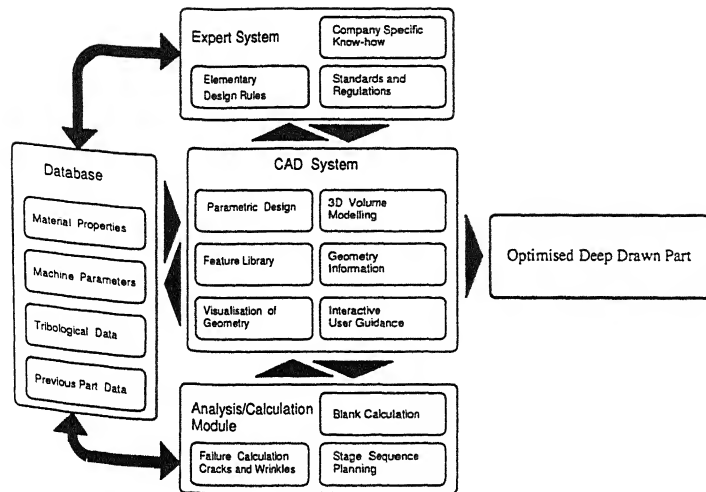 Expert System
Company Specific
Know-how
Elementary
Design Rules
Standards and
Regulations
Database
Material Properties
Machine Parameters
Tribological Data
Previous Part Data
CAD System
Parametric Design
3D Volume
Modelling
Feature Library
Geometry
Information
Visualisation of
Geometry
Interactive
User Guidance
Optimised Deep Drawn Part
Analysis/Calculation
Module
Blank Calculation
Failure Calculation
Cracks and Wrinkles
Stage Sequence
Planning